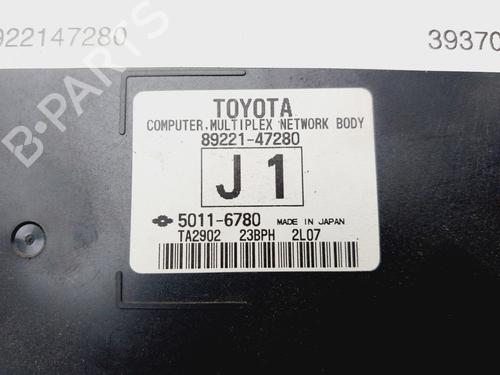 922147280 39370
TOYOTA
COMPUTER, MULTIPLEX NETWORK BODY
89221-47280
J 1
5011-6780 MADE IN JAPAN
TA2902 23BPH 2L07
B-PARTS